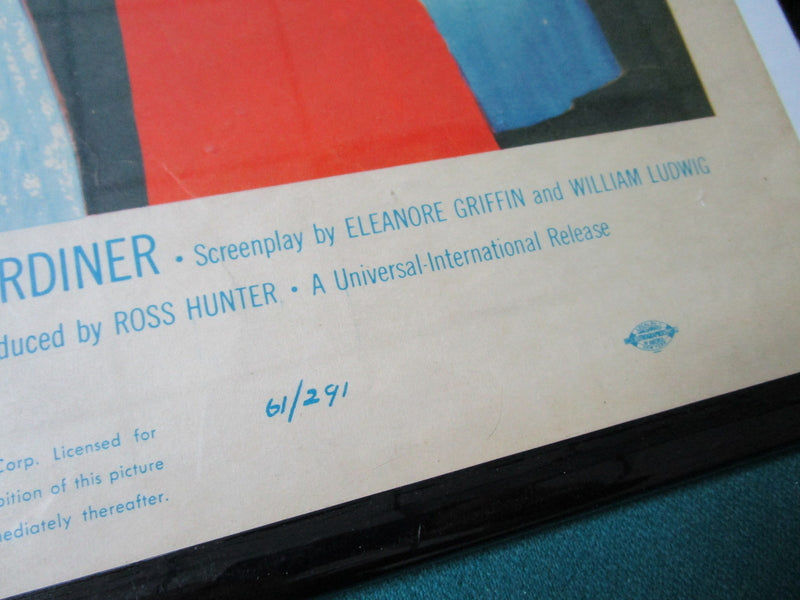 RDINER • Screenplay by ELEANORE GRIFFIN and WILLIAM LUDWIG
duced by ROSS HUNTER • A Universal-International Release
61/291
Corp. Licensed for
bition of this picture
mediately thereafter.